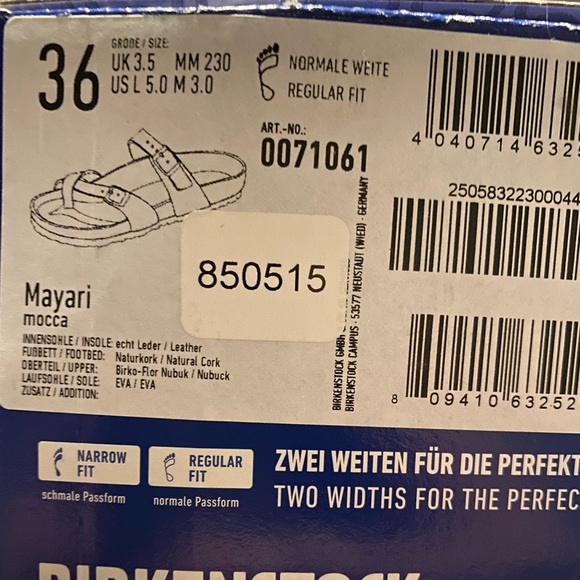 36
GRÖßE / SIZE:
UK 3.5 MM 230
US L 5.0 M 3.0
NORMALE WEITE
REGULAR FIT
ART.-NO.:
0071061
4 040714 632
25058322300044
850515
Mayari
mocca
INNENSOHLE / INSOLE: echt Leder / Leather
FUßBETT / FOOTBED: Naturkork / Natural Cork
OBERTEIL / UPPER: Birko-Flor Nubuk / Nubuck
LAUFSOHLE / SOLE: EVA / EVA
ZUSATZ / ADDITION:
BIRKENSTOCK GMBH
BIRKENSTOCK CAMPUS · 53577 NEUSTADT (WIED) · GERMANY
8 09410 63252
NARROW
FIT
schmale Passform
REGULAR
FIT
normale Passform
ZWEI WEITEN FÜR DIE PERFEKT
TWO WIDTHS FOR THE PERFEC
BIRKENSTOCK